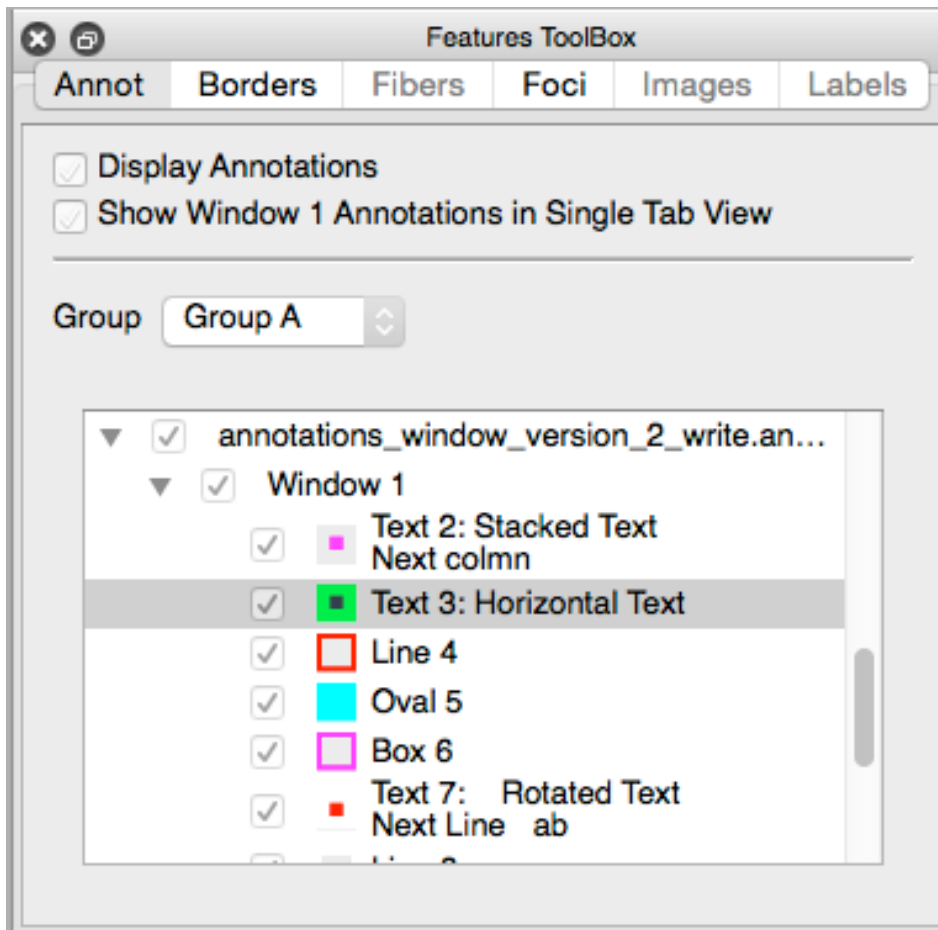 Features ToolBox
Annot Borders Fibers Foci Images Labels
Display Annotations
Show Window 1 Annotations in Single Tab View
Group Group A
annotations_window_version_2_write.an...
Window 1
Text 2: Stacked Text
Next colmn
Text 3: Horizontal Text
Line 4
Oval 5
Box 6
Text 7: Rotated Text
Next Line ab